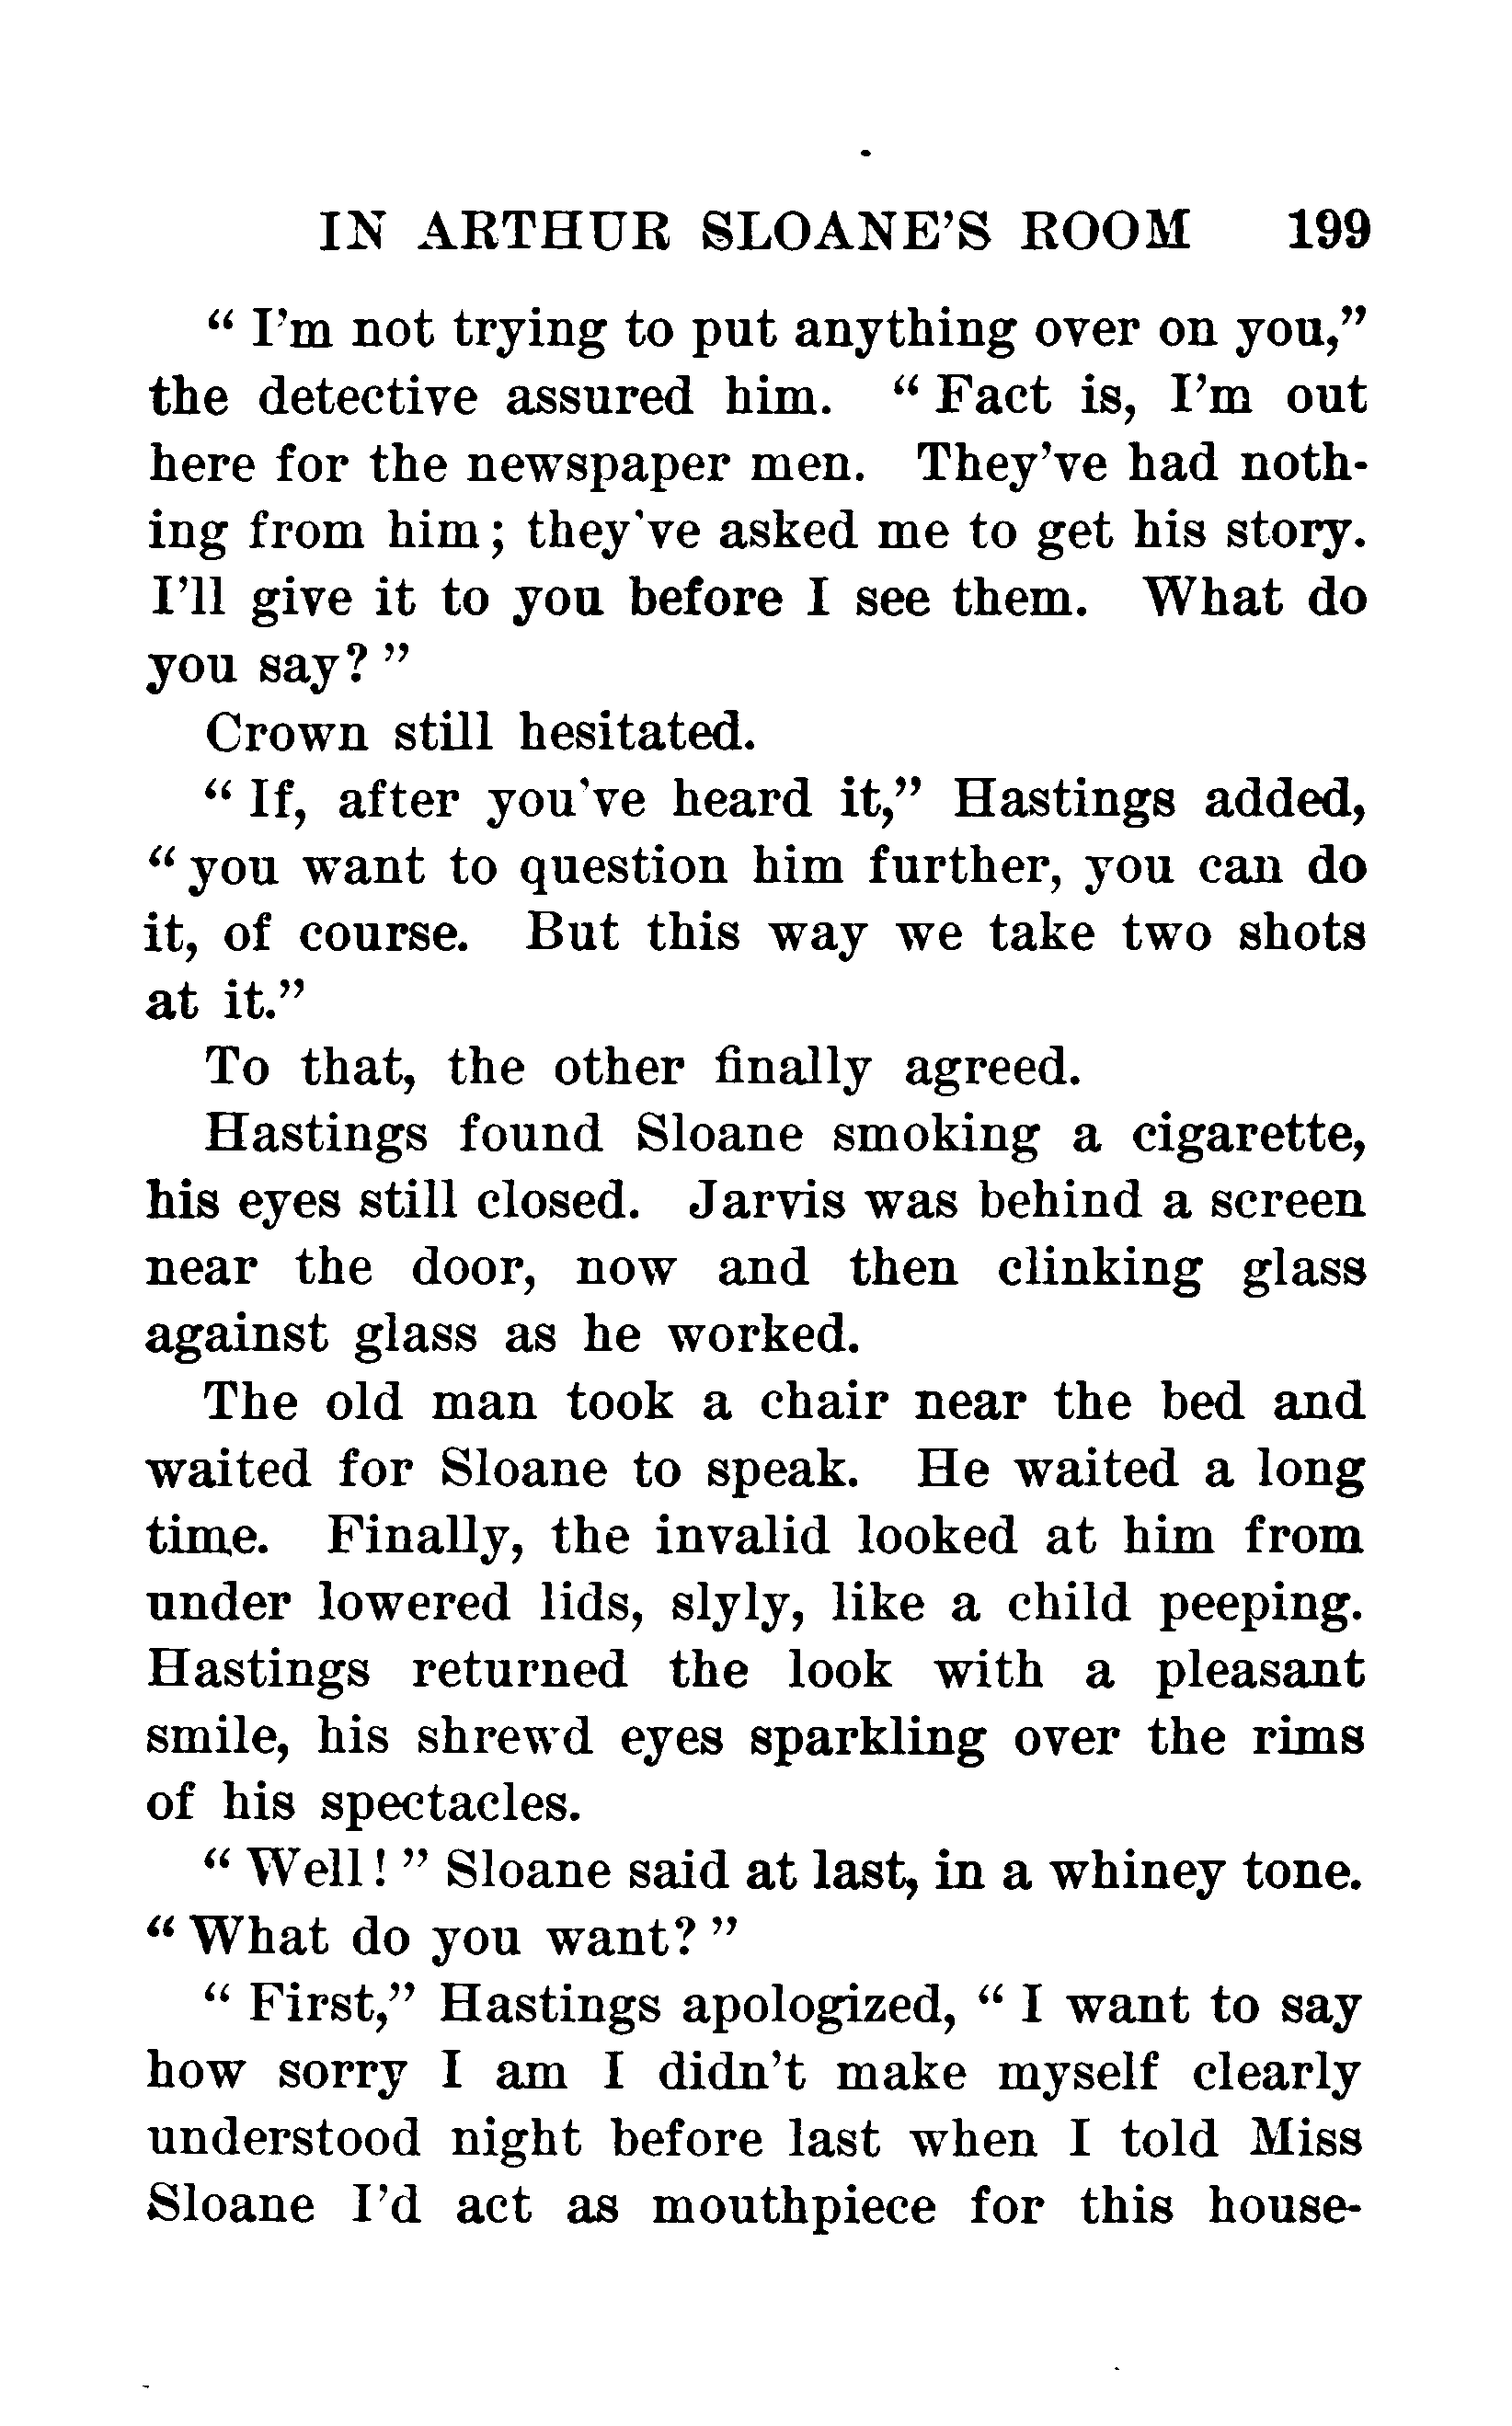 IN ARTHUR SLOANE'S ROOM 199
“ I'm not trying to put anything over on you,”
the detective assured him. “ Fact is, I'm out
here for the newspaper men. They've had noth-
ing from him; they've asked me to get his story.
I'll give it to you before I see them. What do
you say? ”
Crown still hesitated.
“ If, after you've heard it,” Hastings added,
“ you want to question him further, you can do
it, of course. But this way we take two shots
at it.”
To that, the other finally agreed.
Hastings found Sloane smoking a cigarette,
his eyes still closed. Jarvis was behind a screen
near the door, now and then clinking glass
against glass as he worked.
The old man took a chair near the bed and
waited for Sloane to speak. He waited a long
time. Finally, the invalid looked at him from
under lowered lids, slyly, like a child peeping.
Hastings returned the look with a pleasant
smile, his shrewd eyes sparkling over the rims
of his spectacles.
“ Well! ” Sloane said at last, in a whiney tone.
“ What do you want? ”
“ First,” Hastings apologized, “ I want to say
how sorry I am I didn't make myself clearly
understood night before last when I told Miss
Sloane I'd act as mouthpiece for this house-